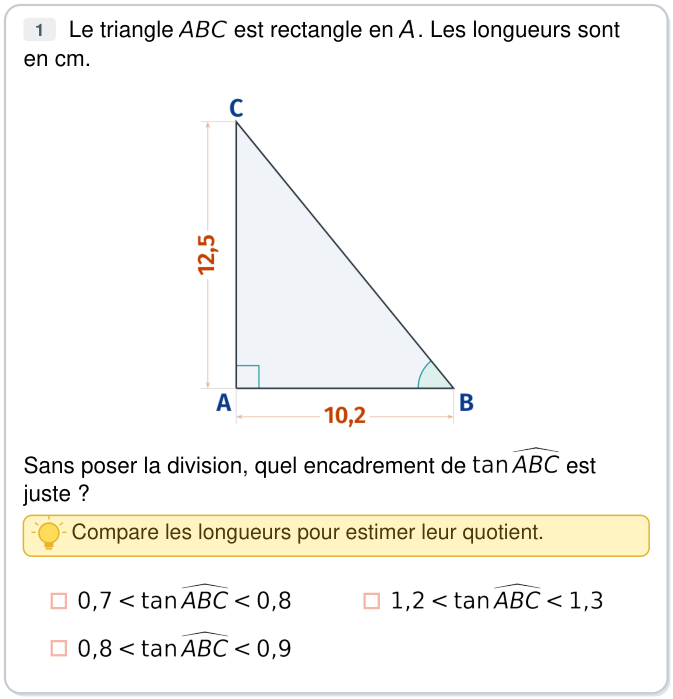 1 Le triangle ABC est rectangle en A. Les longueurs sont
en cm.
C
12,5
A
B
10,2
Sans poser la division, quel encadrement de tan ABC est
juste ?
Compare les longueurs pour estimer leur quotient.
0,7 < tan ABC < 0,8
1,2 < tan ABC < 1,3
0,8 < tan ABC < 0,9